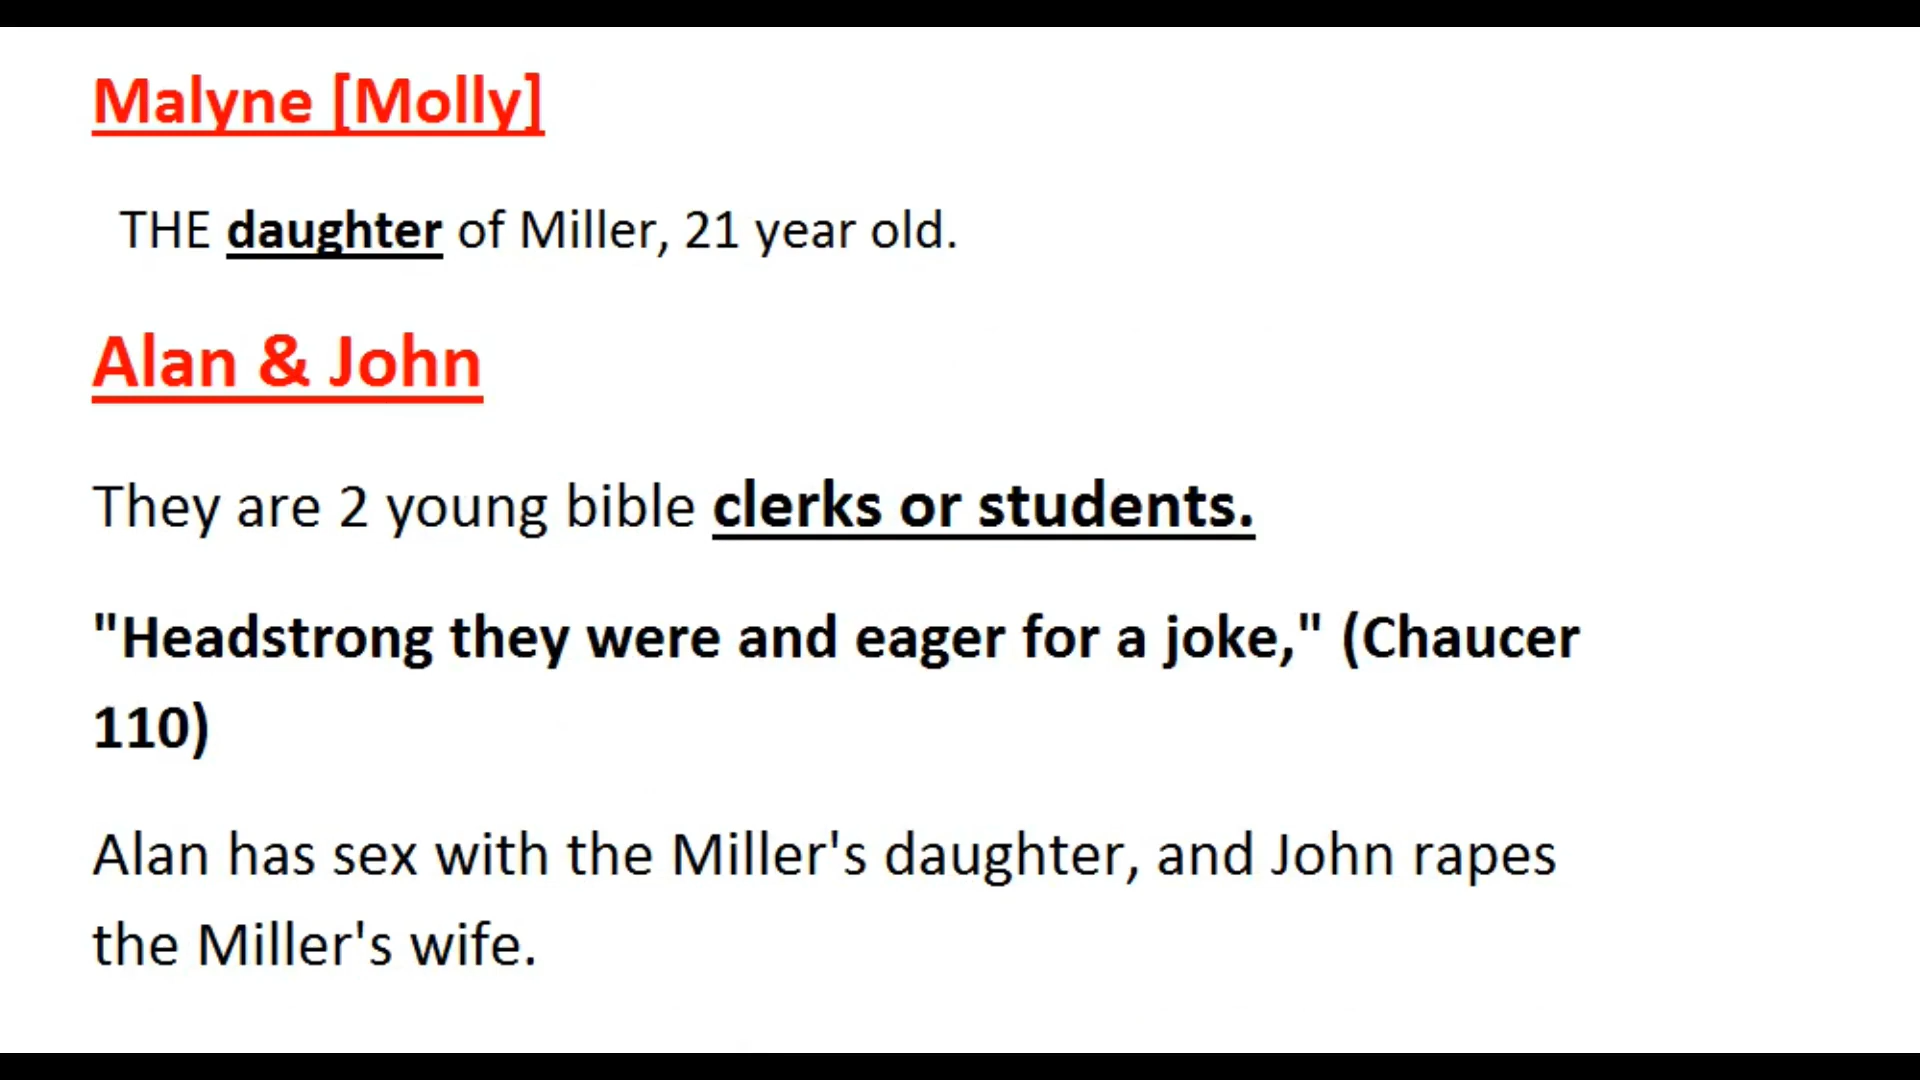 Malyne [Molly]
THE daughter of Miller, 21 year old.
Alan & John
They are 2 young bible clerks or students.
"Headstrong they were and eager for a joke," (Chaucer
110)
Alan has sex with the Miller's daughter, and John rapes
the Miller's wife.